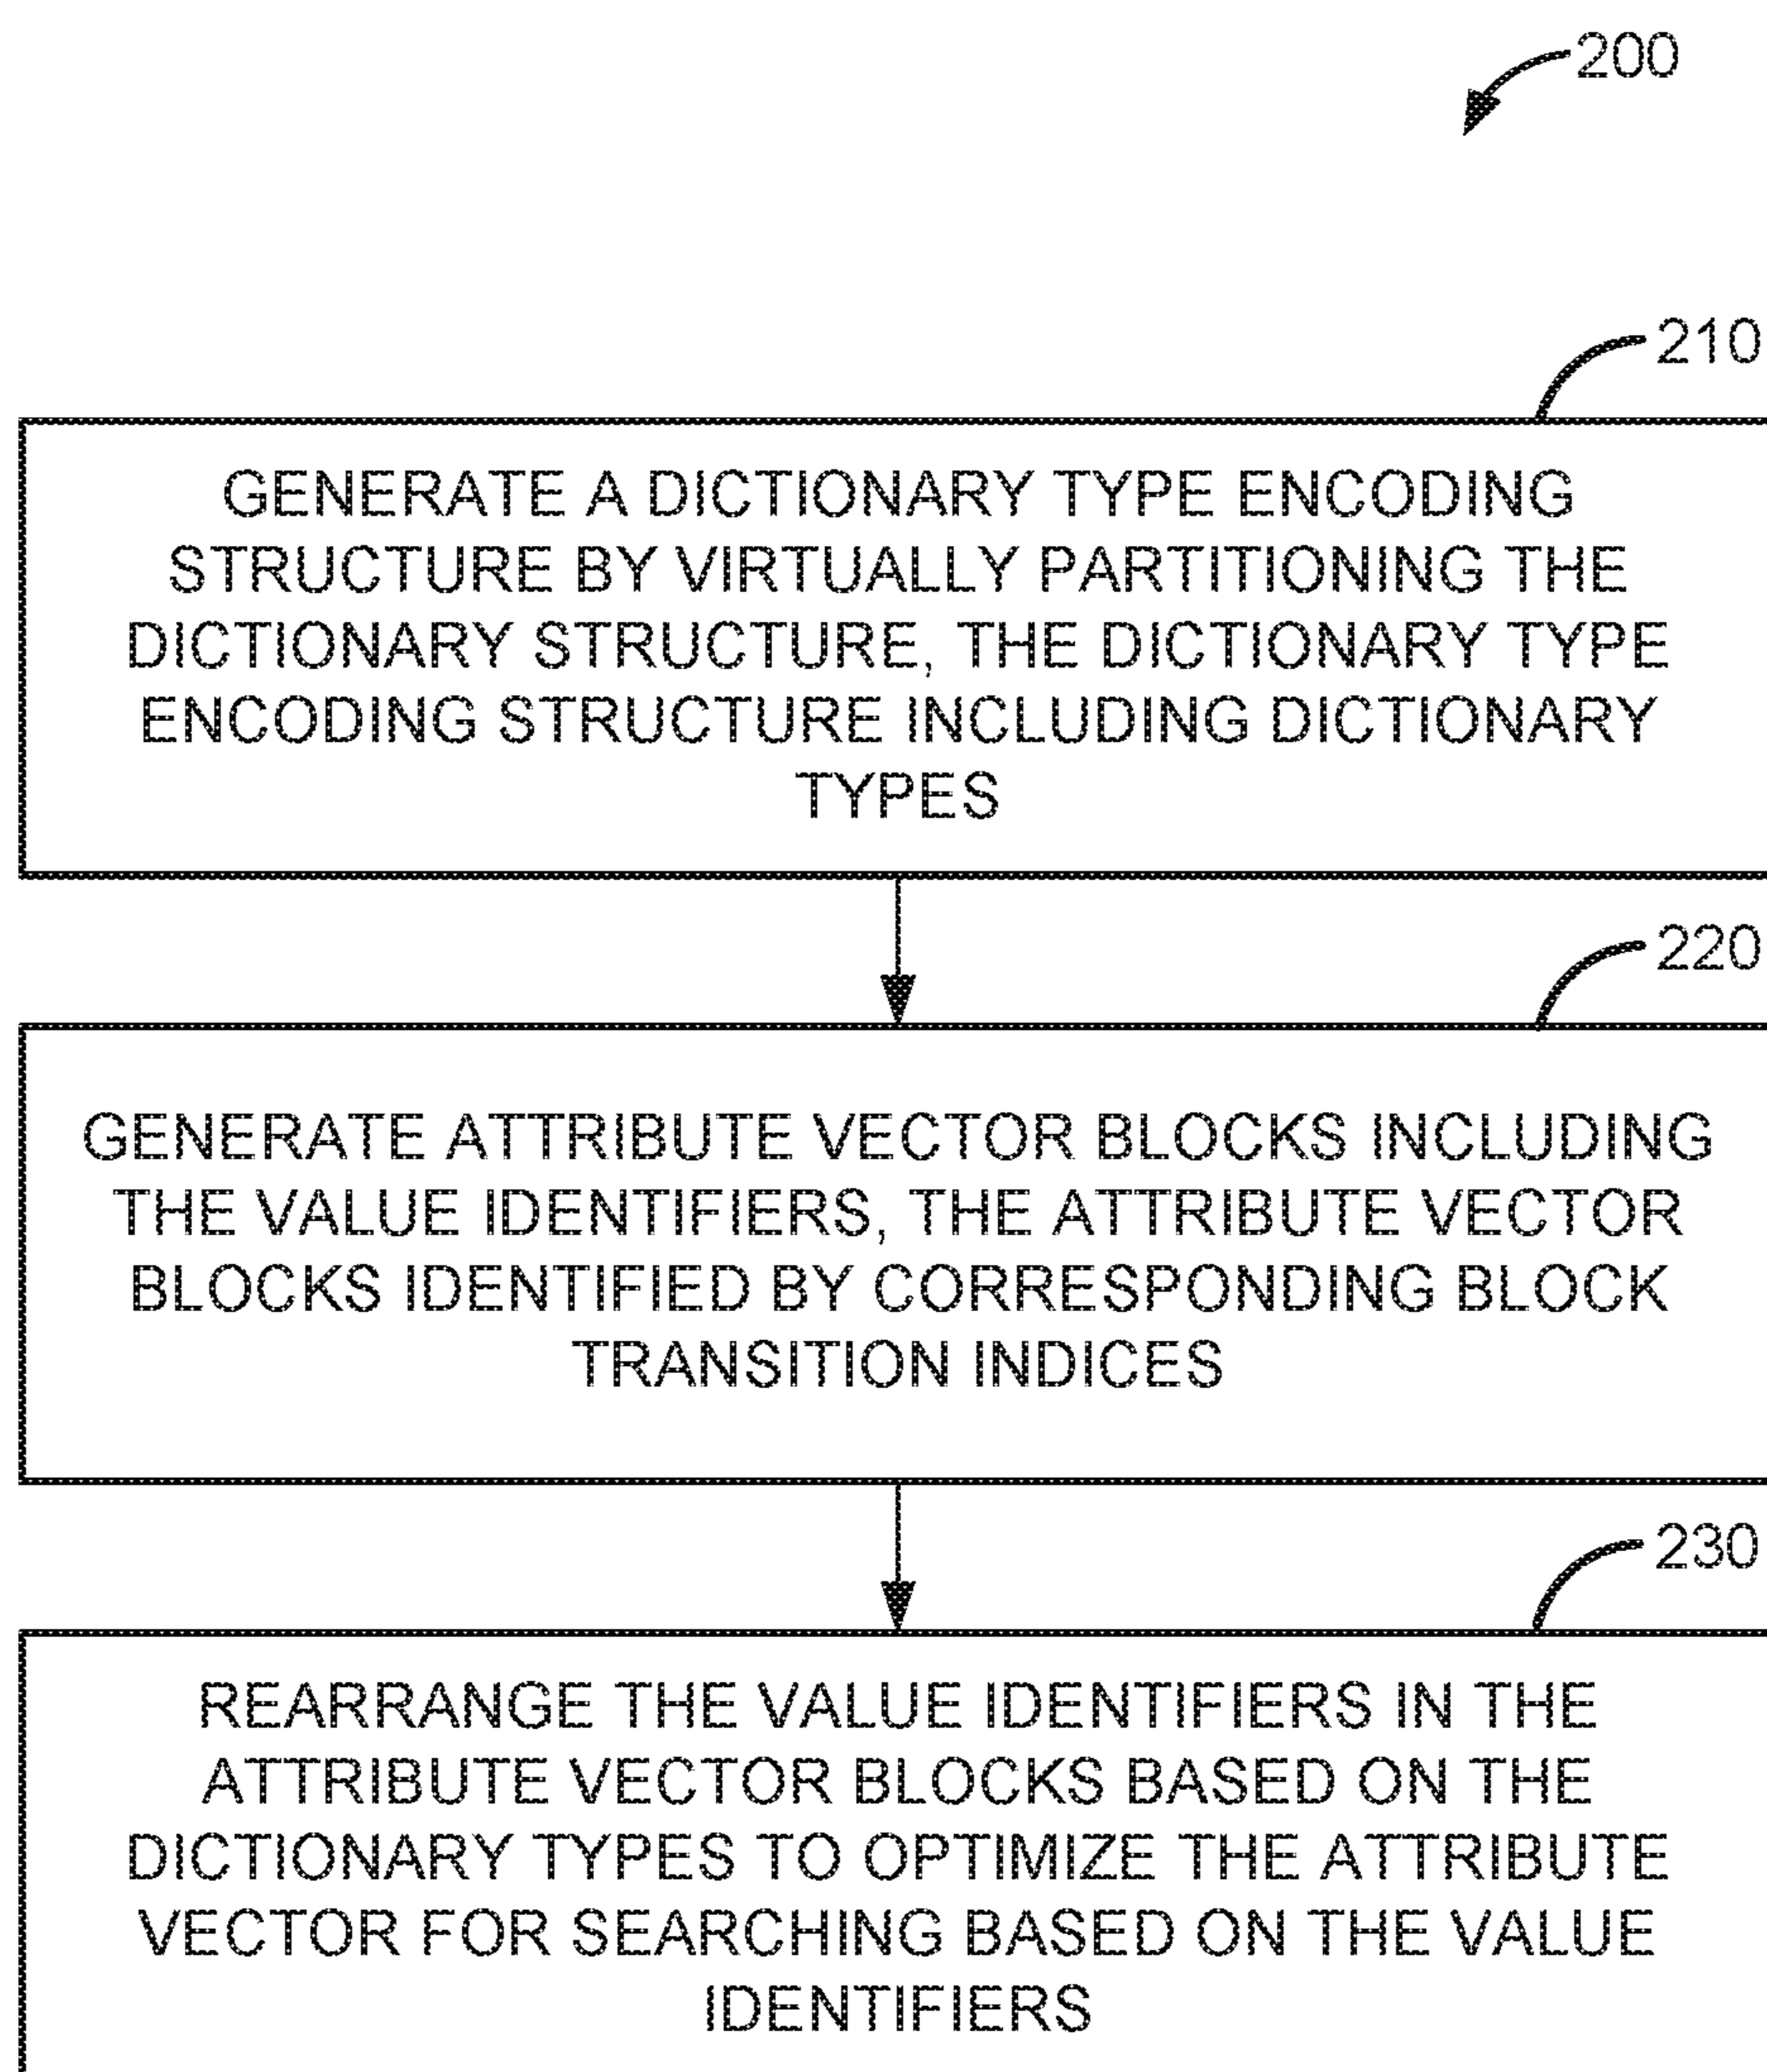 200
210
GENERATE A DICTIONARY TYPE ENCODING
STRUCTURE BY VIRTUALLY PARTITIONING THE
DICTIONARY STRUCTURE, THE DICTIONARY TYPE
ENCODING STRUCTURE INCLUDING DICTIONARY
TYPES
220
GENERATE ATTRIBUTE VECTOR BLOCKS INCLUDING
THE VALUE IDENTIFIERS, THE ATTRIBUTE VECTOR
BLOCKS IDENTIFIED BY CORRESPONDING BLOCK
TRANSITION INDICES
230
REARRANGE THE VALUE IDENTIFIERS IN THE
ATTRIBUTE VECTOR BLOCKS BASED ON THE
DICTIONARY TYPES TO OPTIMIZE THE ATTRIBUTE
VECTOR FOR SEARCHING BASED ON THE VALUE
IDENTIFIERS